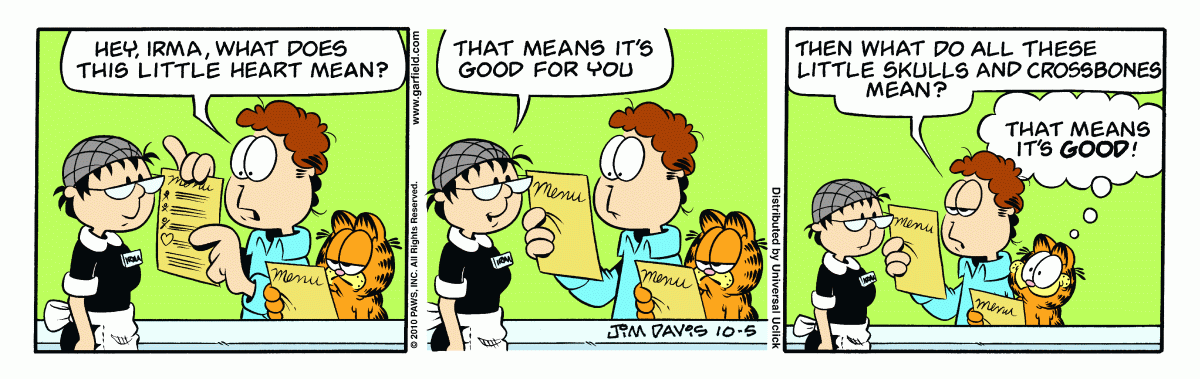 HEY, IRMA, WHAT DOES
THIS LITTLE HEART MEAN?
menu
IRMA
menu
www.garfield.com
© 2010 PAWS, INC. All Rights Reserved.
THAT MEANS IT'S
GOOD FOR YOU
menu
IRMA
menu
JIM DAVIS 10-5
Distributed by Universal Uclick
THEN WHAT DO ALL THESE
LITTLE SKULLS AND CROSSBONES
MEAN?
THAT MEANS
IT'S GOOD!
menu
IRMA
menu